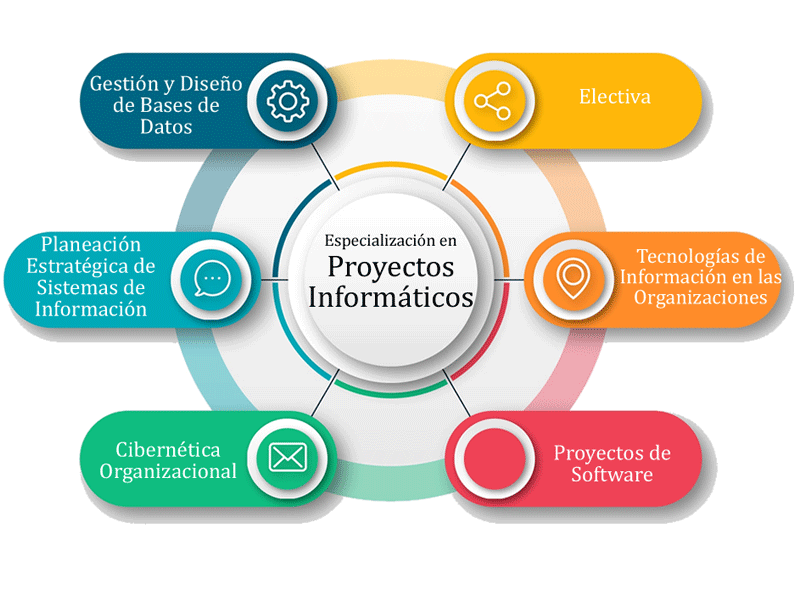 Gestión y Diseño
de Bases de
Datos
Electiva
Planeación
Estratégica de
Sistemas de
Información
Especialización en
Proyectos
Informáticos
Tecnologías de
Información en las
Organizaciones
Cibernética
Organizacional
Proyectos de
Software